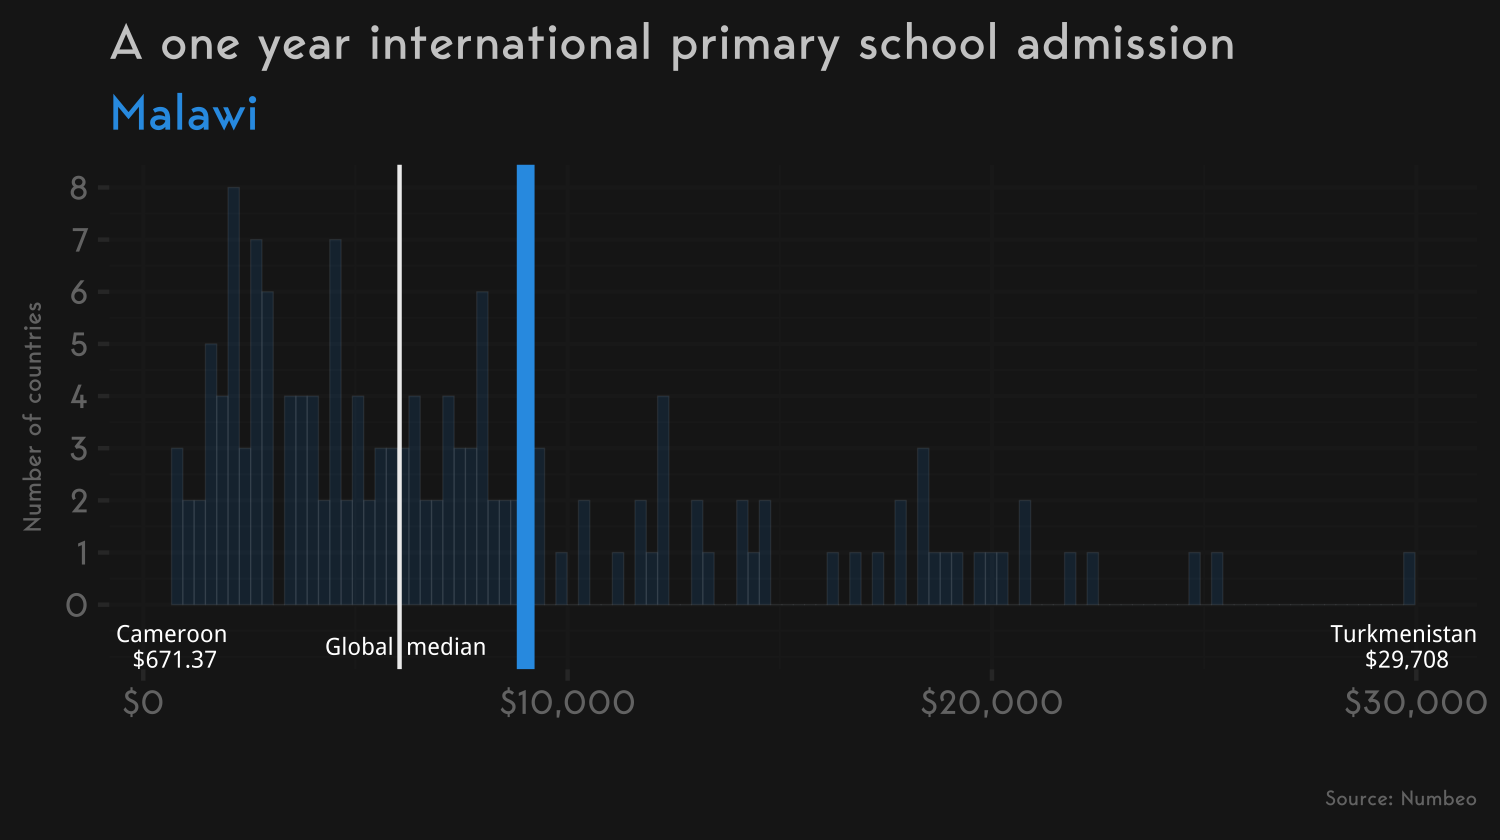 A one year international primary school admission
Malawi
Number of countries
8
7
6
5
4
3
2
1
0
Cameroon
$671.37
Global median
Turkmenistan
$29,708
$0 $10,000 $20,000 $30,000
Source: Numbeo